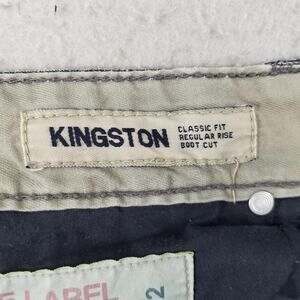 KINGSTON
CLASSIC FIT
REGULAR RISE
BOOT CUT
LABEL
2